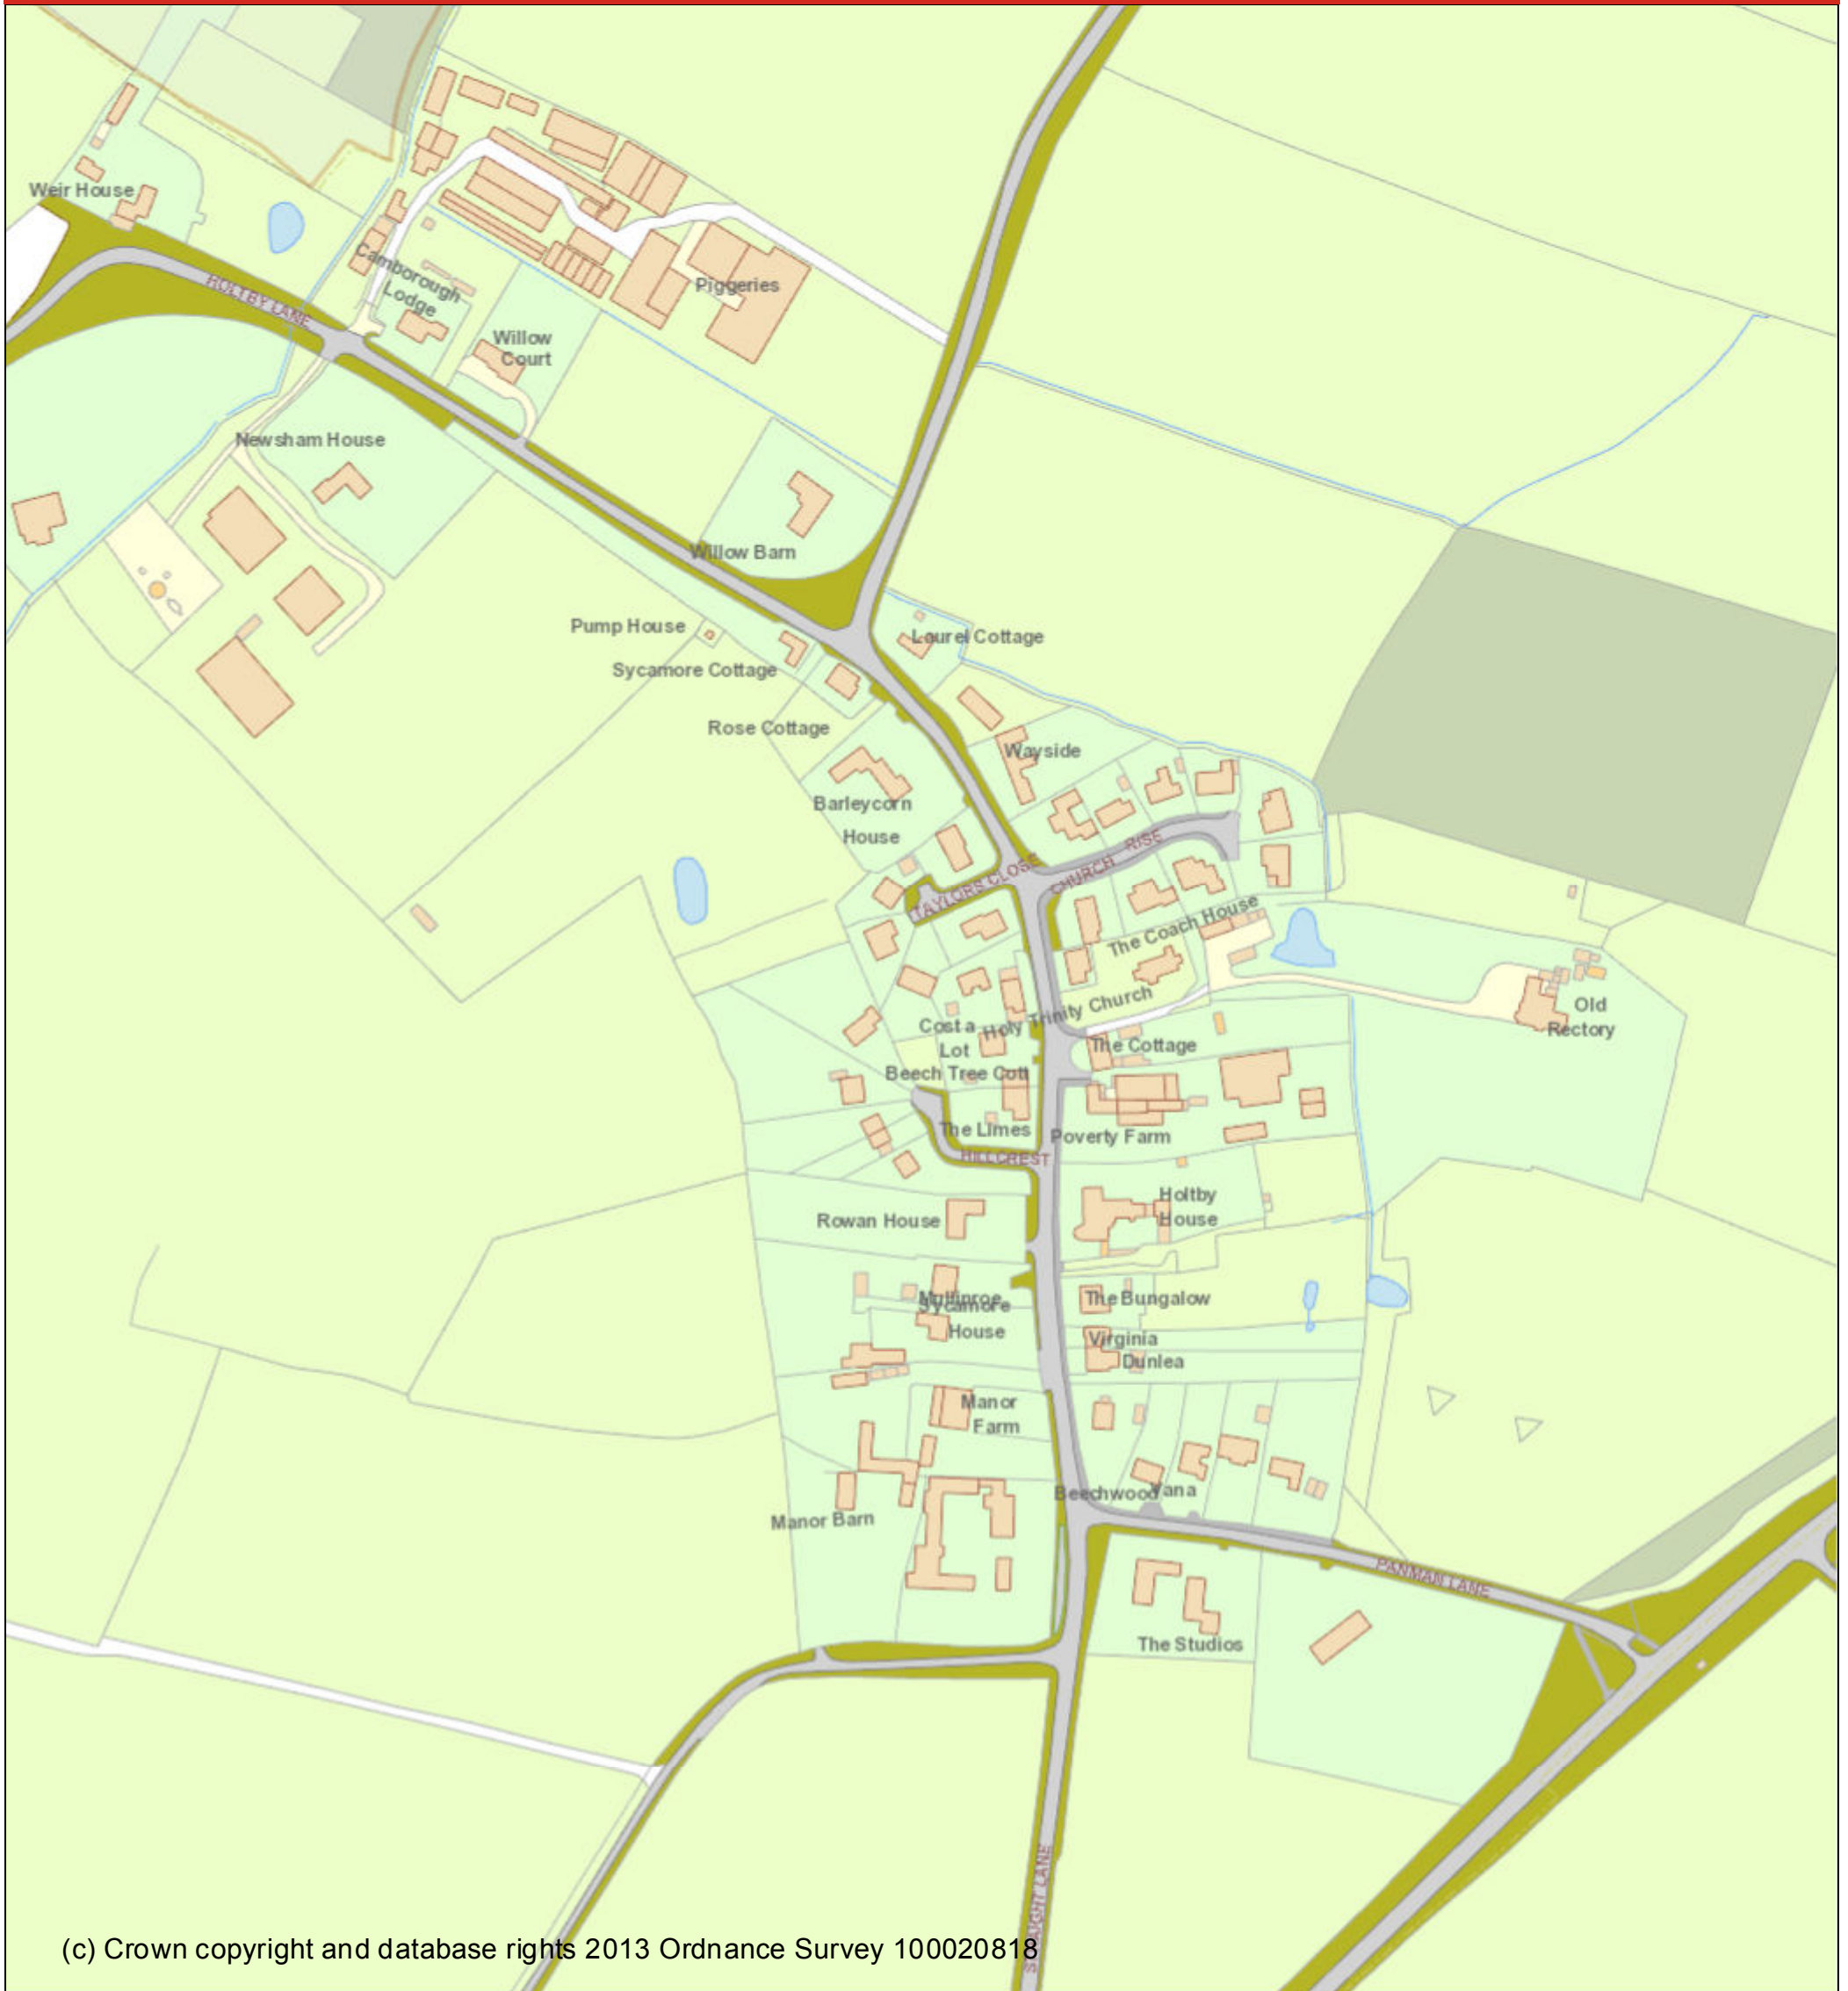 Weir House
HOLTBY LANE
Camborough
Lodge
Piggeries
Willow
Court
Newsham House
Willow Barn
Pump House
Laurel Cottage
Sycamore Cottage
Rose Cottage
Wayside
Barleycorn
House
TAYLORS CLOSE
CHURCH RISE
The Coach House
Holy Trinity Church
Old
Rectory
Cost a
Lot
The Cottage
Beech Tree Cott
The Limes
Poverty Farm
HILLCREST
Holtby
House
Rowan House
Sycamore
House
The Bungalow
Virginia
Dunlea
Manor
Farm
Beechwood
Vana
Manor Barn
PANMAN LANE
The Studios
STRAIGHT LANE
(c) Crown copyright and database rights 2013 Ordnance Survey 100020818